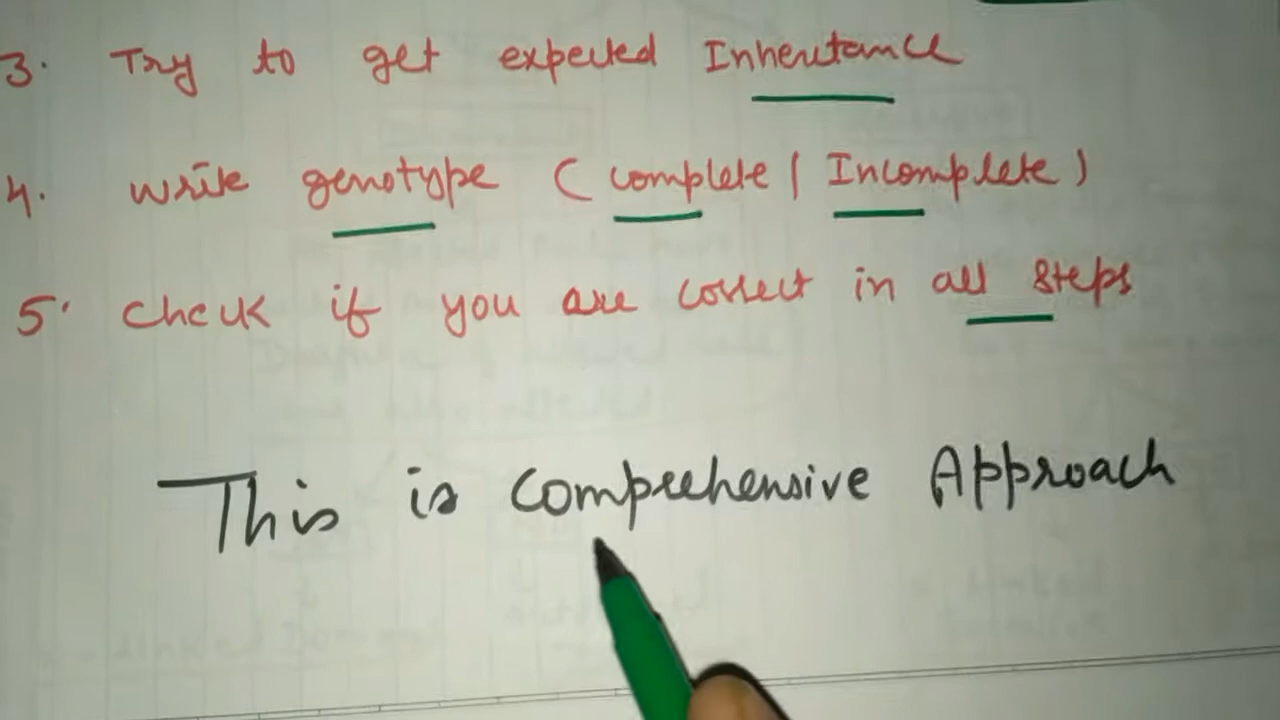 3. Try to get expected Inheritance
4. write genotype (complete / Incomplete)
5. Check if you are correct in all steps
This is comprehensive Approach